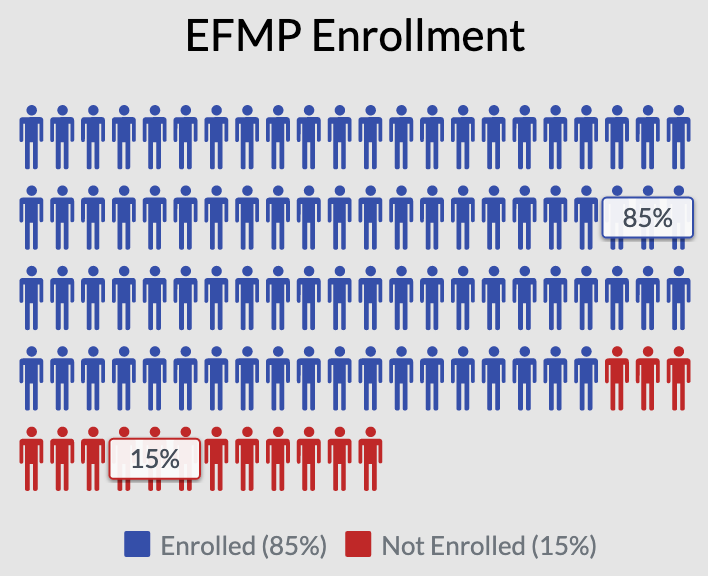 EFMP Enrollment
85%
15%
Enrolled (85%) Not Enrolled (15%)